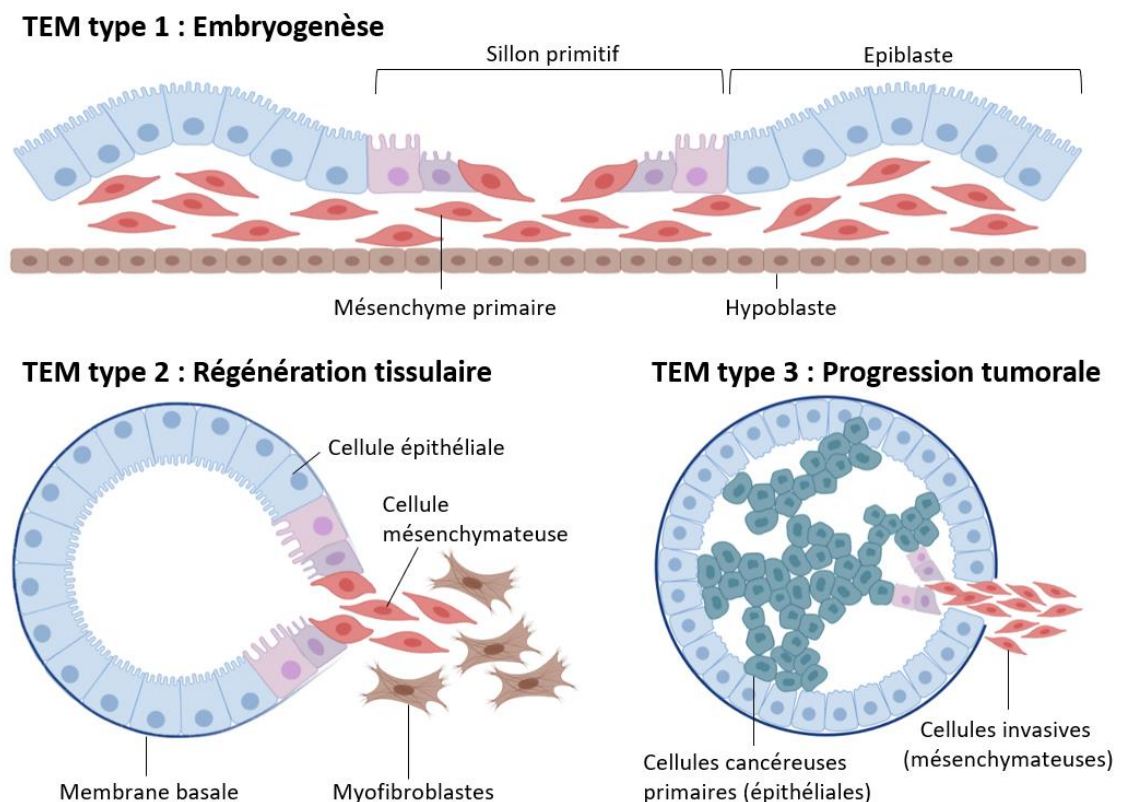 TEM type 1 : Embryogenèse
Sillon primitif
Epiblaste
Mésenchyme primaire
Hypoblaste
TEM type 2 : Régénération tissulaire
Cellule épithéliale
Cellule
mésenchymateuse
Membrane basale
Myofibroblastes
TEM type 3 : Progression tumorale
Cellules invasives
(mésenchymateuses)
Cellules cancéreuses
primaires (épithéliales)